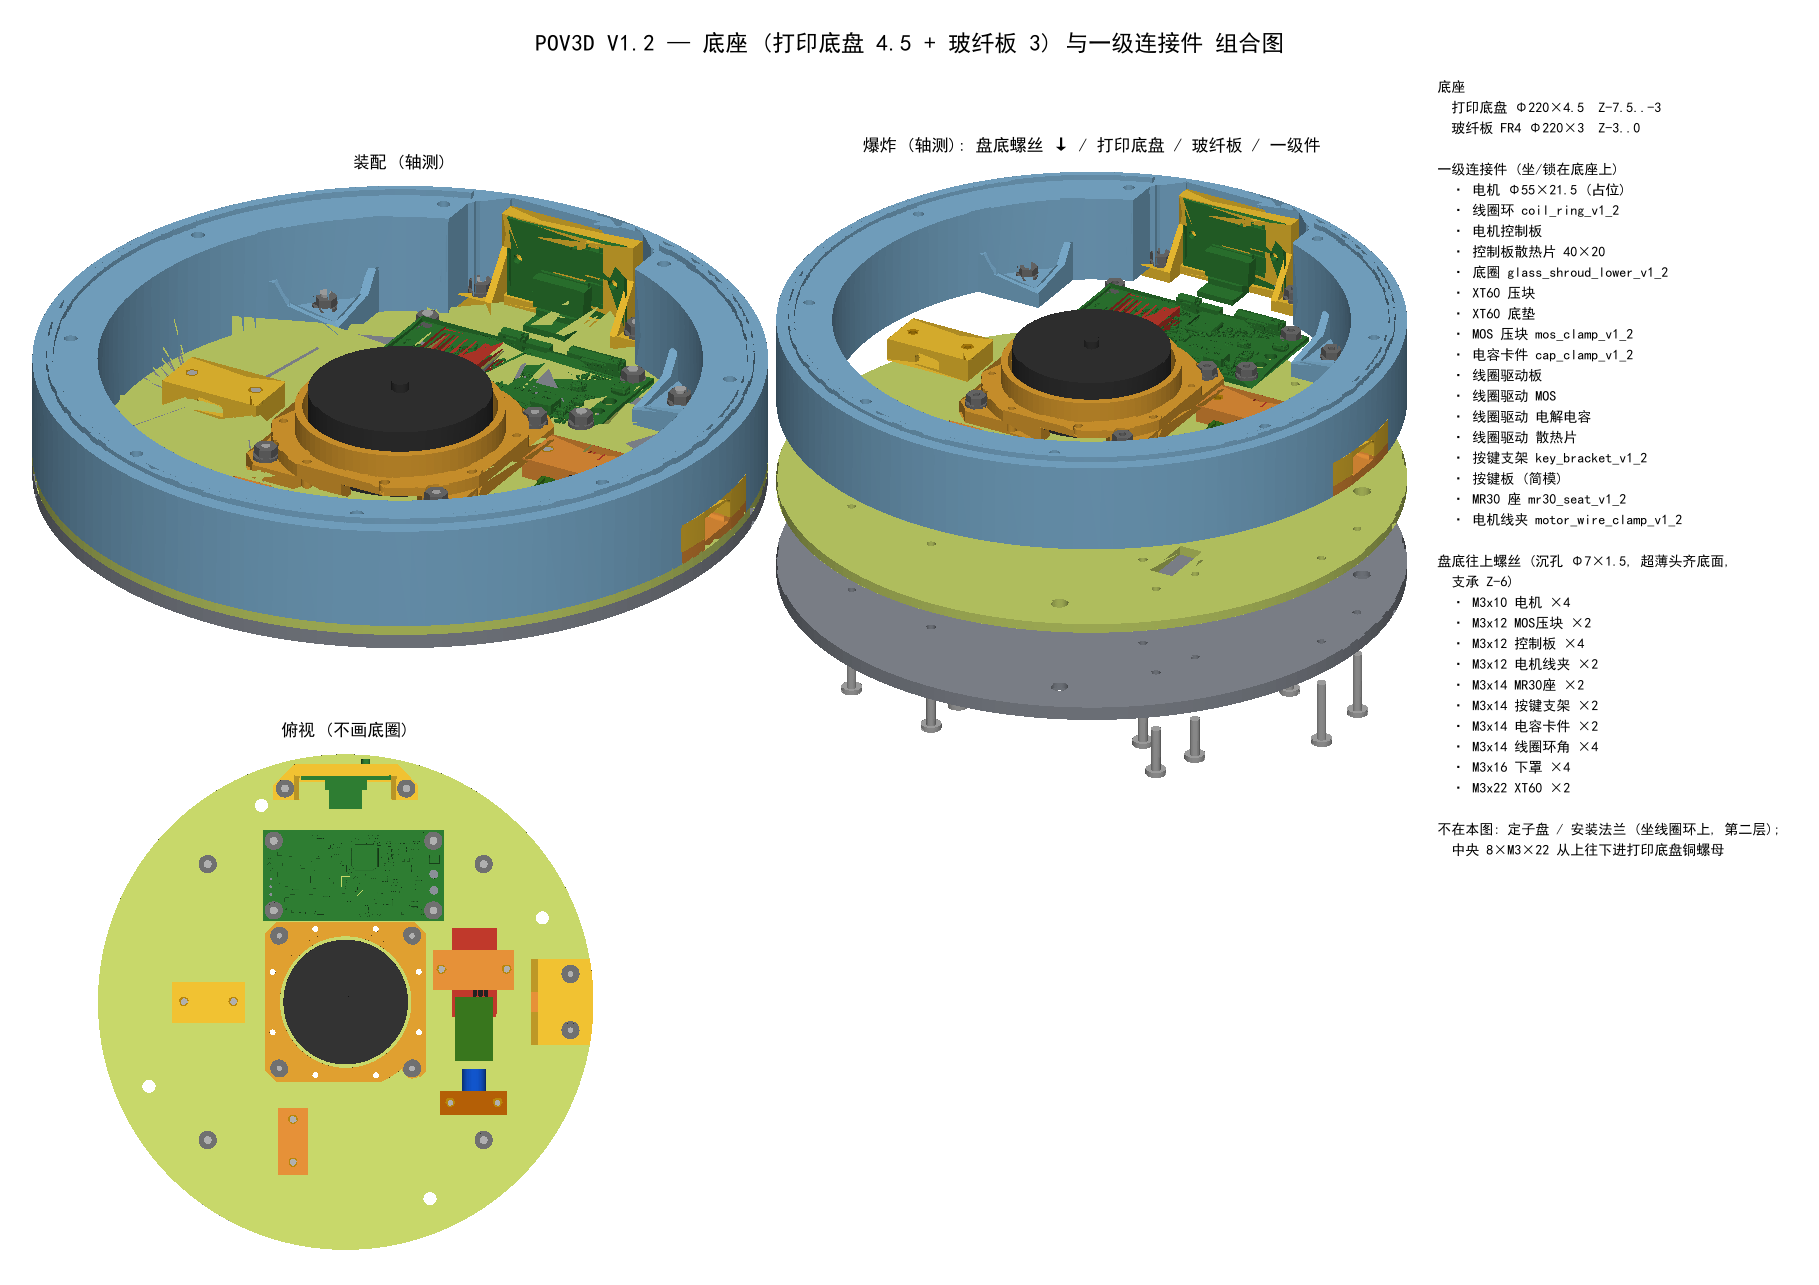 POV3D V1.2 — 底座 (打印底盘 4.5 + 玻纤板 3) 与一级连接件 组合图
装配 (轴测)
爆炸 (轴测): 盘底螺丝 ↓ / 打印底盘 / 玻纤板 / 一级件
俯视 (不画底圈)
底座
打印底盘 Φ220×4.5 Z-7.5..-3
玻纤板 FR4 Φ220×3 Z-3..0
一级连接件 (坐/锁在底座上)
· 电机 Φ55×21.5 (占位)
· 线圈环 coil_ring_v1_2
· 电机控制板
· 控制板散热片 40×20
· 底圈 glass_shroud_lower_v1_2
· XT60 压块
· XT60 底垫
· MOS 压块 mos_clamp_v1_2
· 电容卡件 cap_clamp_v1_2
· 线圈驱动板
· 线圈驱动 MOS
· 线圈驱动 电解电容
· 线圈驱动 散热片
· 按键支架 key_bracket_v1_2
· 按键板 (简模)
· MR30 座 mr30_seat_v1_2
· 电机线夹 motor_wire_clamp_v1_2
盘底往上螺丝 (沉孔 Φ7×1.5, 超薄头齐底面,
支承 Z-6)
· M3x10 电机 ×4
· M3x12 MOS压块 ×2
· M3x12 控制板 ×4
· M3x12 电机线夹 ×2
· M3x14 MR30座 ×2
· M3x14 按键支架 ×2
· M3x14 电容卡件 ×2
· M3x14 线圈环角 ×4
· M3x16 下罩 ×4
· M3x22 XT60 ×2
不在本图: 定子盘 / 安装法兰 (坐线圈环上, 第二层);
中央 8×M3×22 从上往下进打印底盘铜螺母